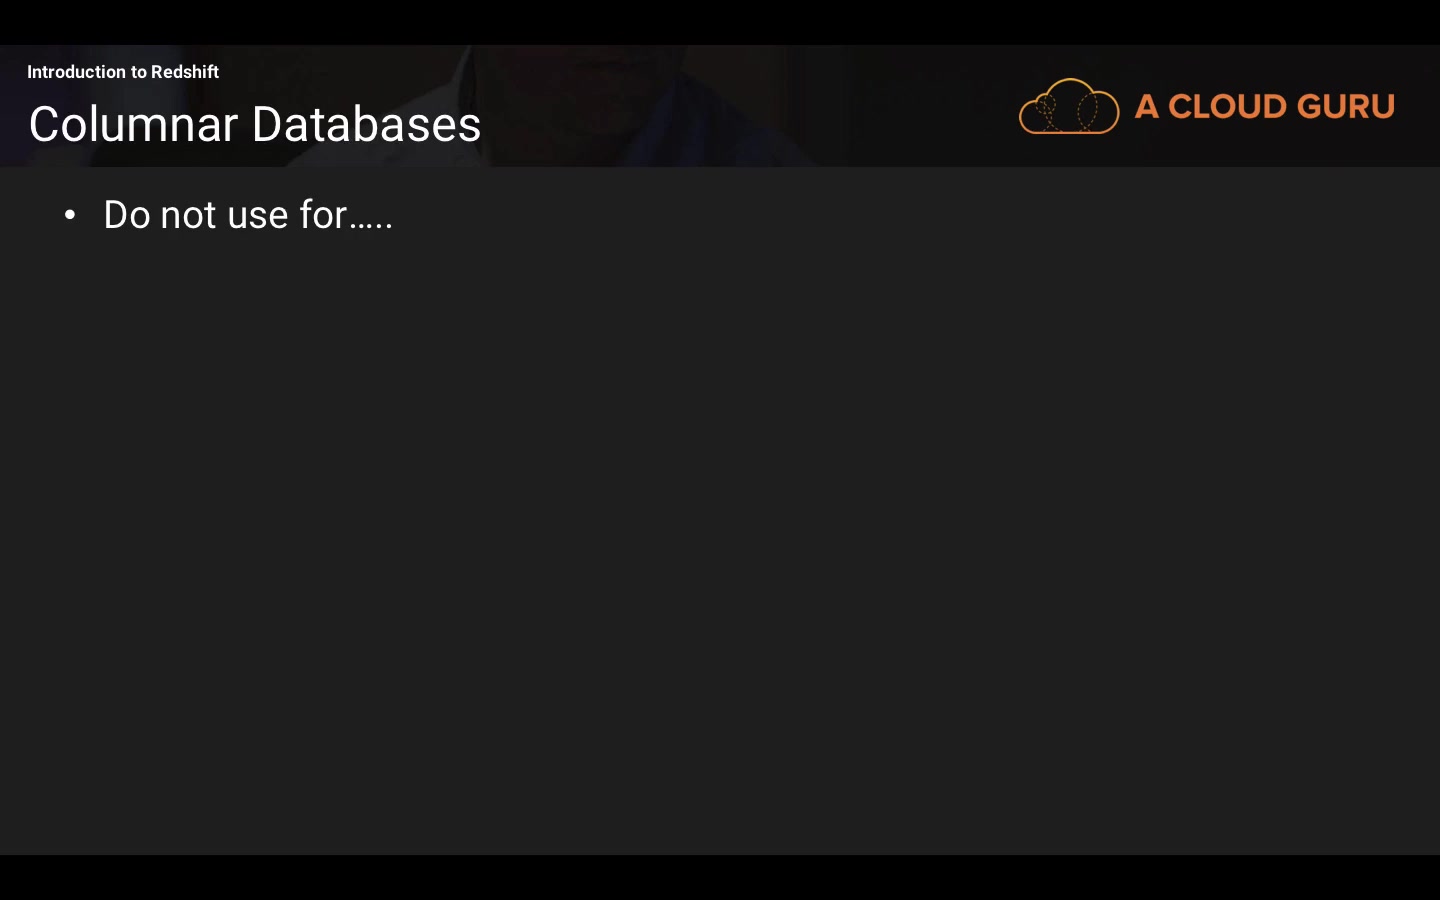 Introduction to Redshift
Columnar Databases
A CLOUD GURU
• Do not use for…..